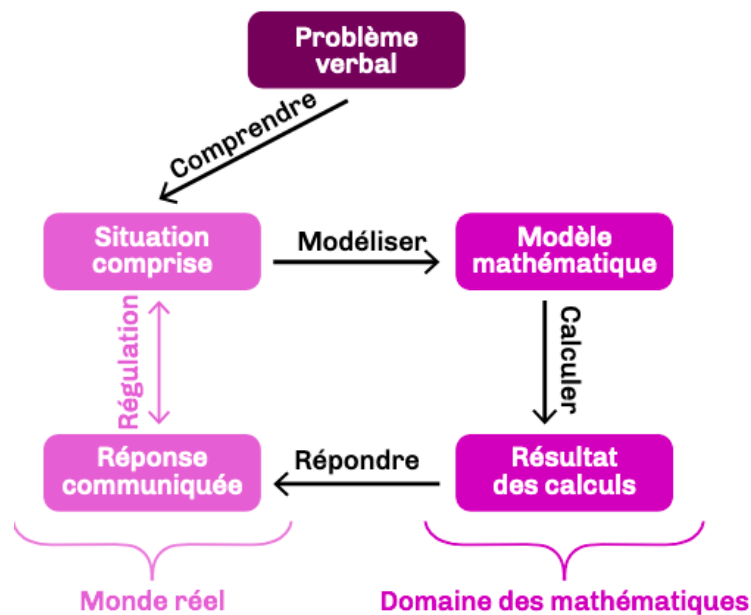 Problème
verbal
Comprendre
Situation
comprise
Modéliser
Modèle
mathématique
Régulation
Calculer
Réponse
communiquée
Répondre
Résultat
des calculs
Monde réel
Domaine des mathématiques